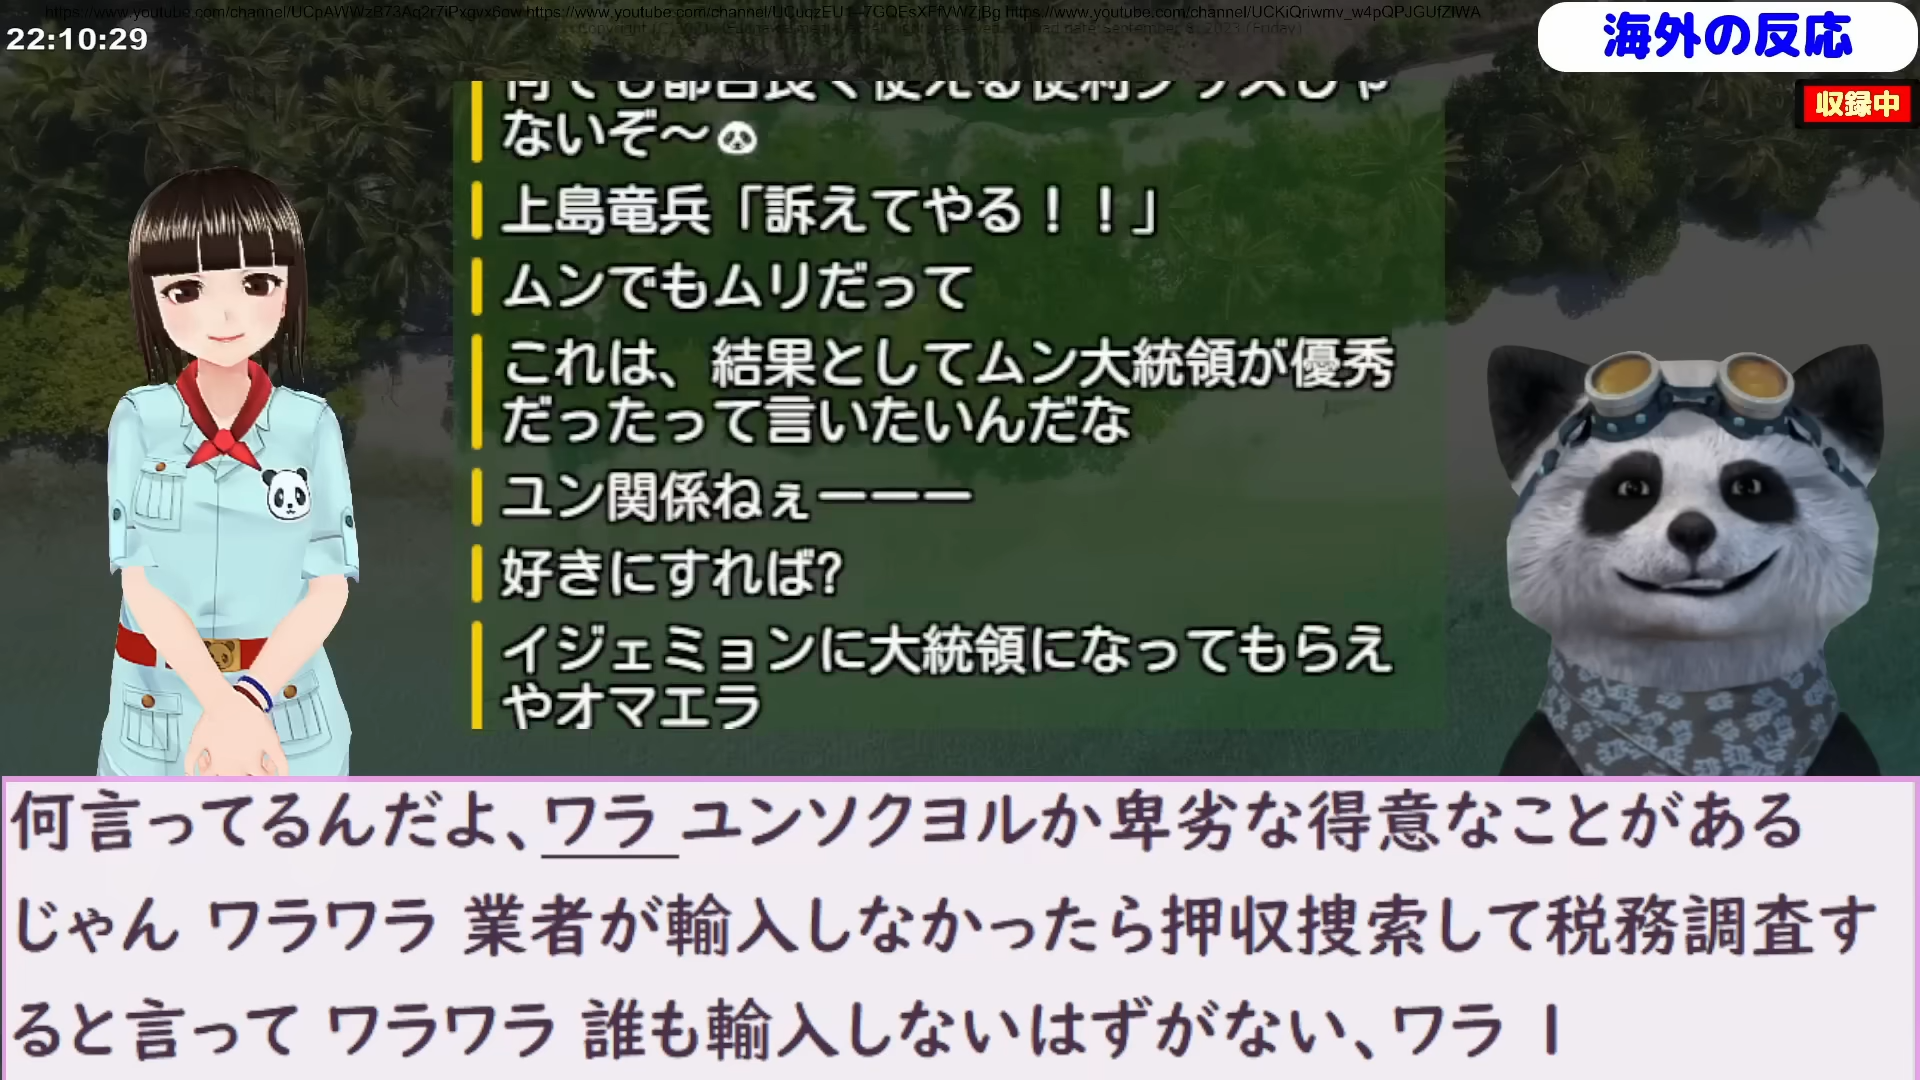 22:10:29
海外の反応
収録中
ないぞ～🐼
上島竜兵「訴えてやる！！」
ムンでもムリだって
これは、結果としてムン大統領が優秀
だったって言いたいんだな
ユン関係ねぇーーー
好きにすれば?
イジェミョンに大統領になってもらえ
やオマエラ
何言ってるんだよ、ワラ ユンソクヨルか卑劣な得意なことがある
じゃん ワラワラ 業者が輸入しなかったら押収捜索して税務調査す
ると言って ワラワラ 誰も輸入しないはずがない、ワラ |